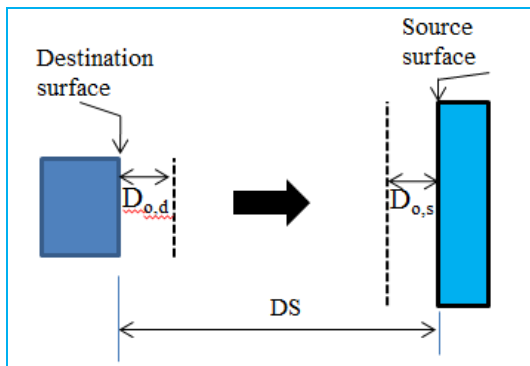 Destination
surface
Source
surface
Do,d
Do,s
DS